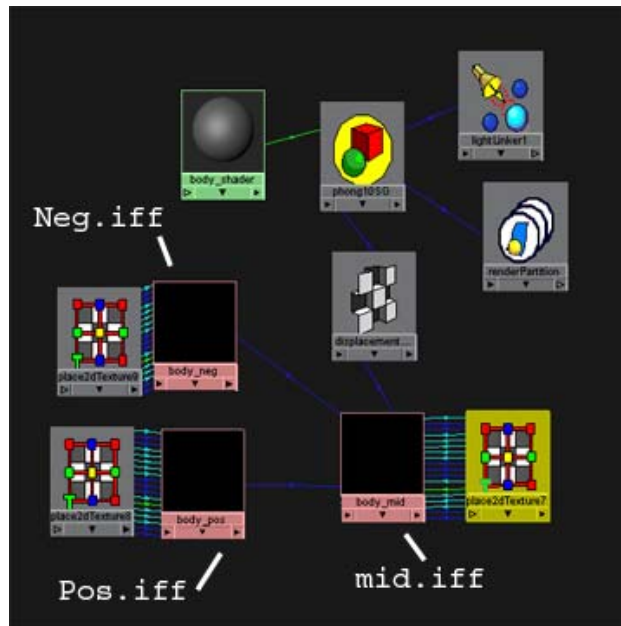 lightLinker1
body_shader
phong10SG
Neg.iff
renderPartition
displacement...
place2dTexture9
body_neg
place2dTexture8
body_pos
body_mid
place2dTexture7
Pos.iff
mid.iff